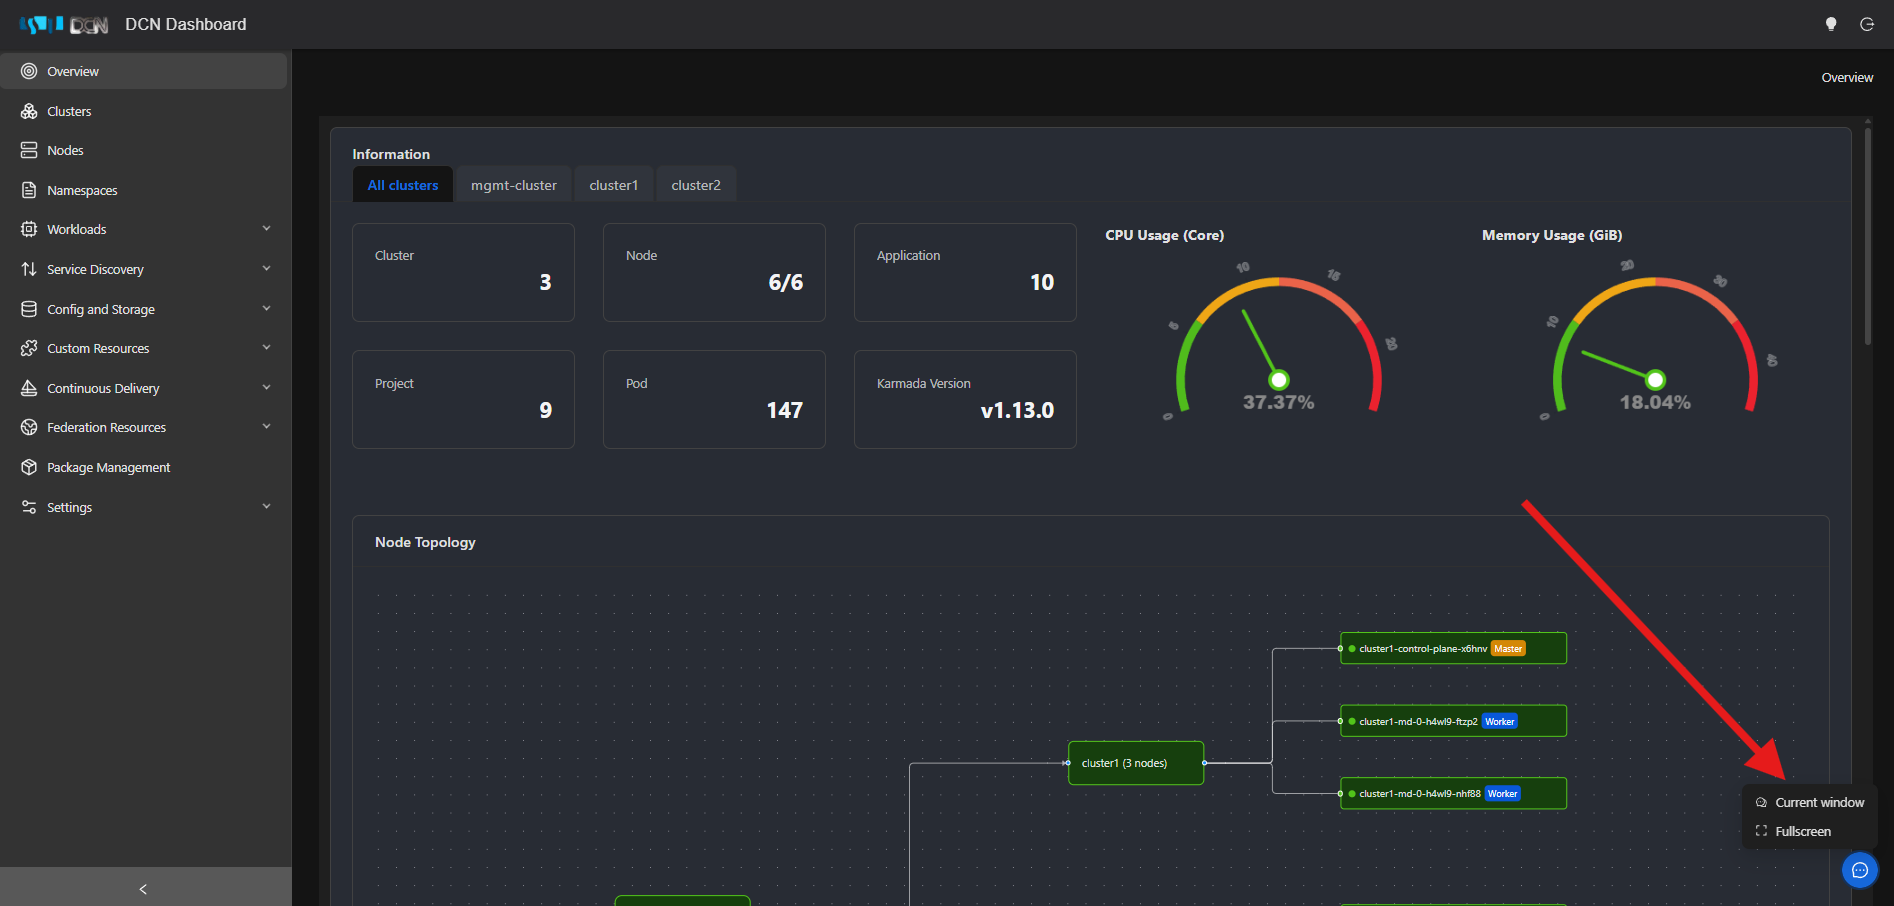 DCN DCN Dashboard
Overview
Clusters
Nodes
Namespaces
Workloads
Service Discovery
Config and Storage
Custom Resources
Continuous Delivery
Federation Resources
Package Management
Settings
Overview
Information
All clusters mgmt-cluster cluster1 cluster2
Cluster
3
Node
6/6
Application
10
Project
9
Pod
147
Karmada Version
v1.13.0
CPU Usage (Core)
0 5 10 15 20
37.37%
Memory Usage (GiB)
0 10 20 30 40
18.04%
Node Topology
cluster1 (3 nodes)
cluster1-control-plane-x6hnv Master
cluster1-md-0-h4wl9-ftzp2 Worker
cluster1-md-0-h4wl9-nhf88 Worker
Current window
Fullscreen